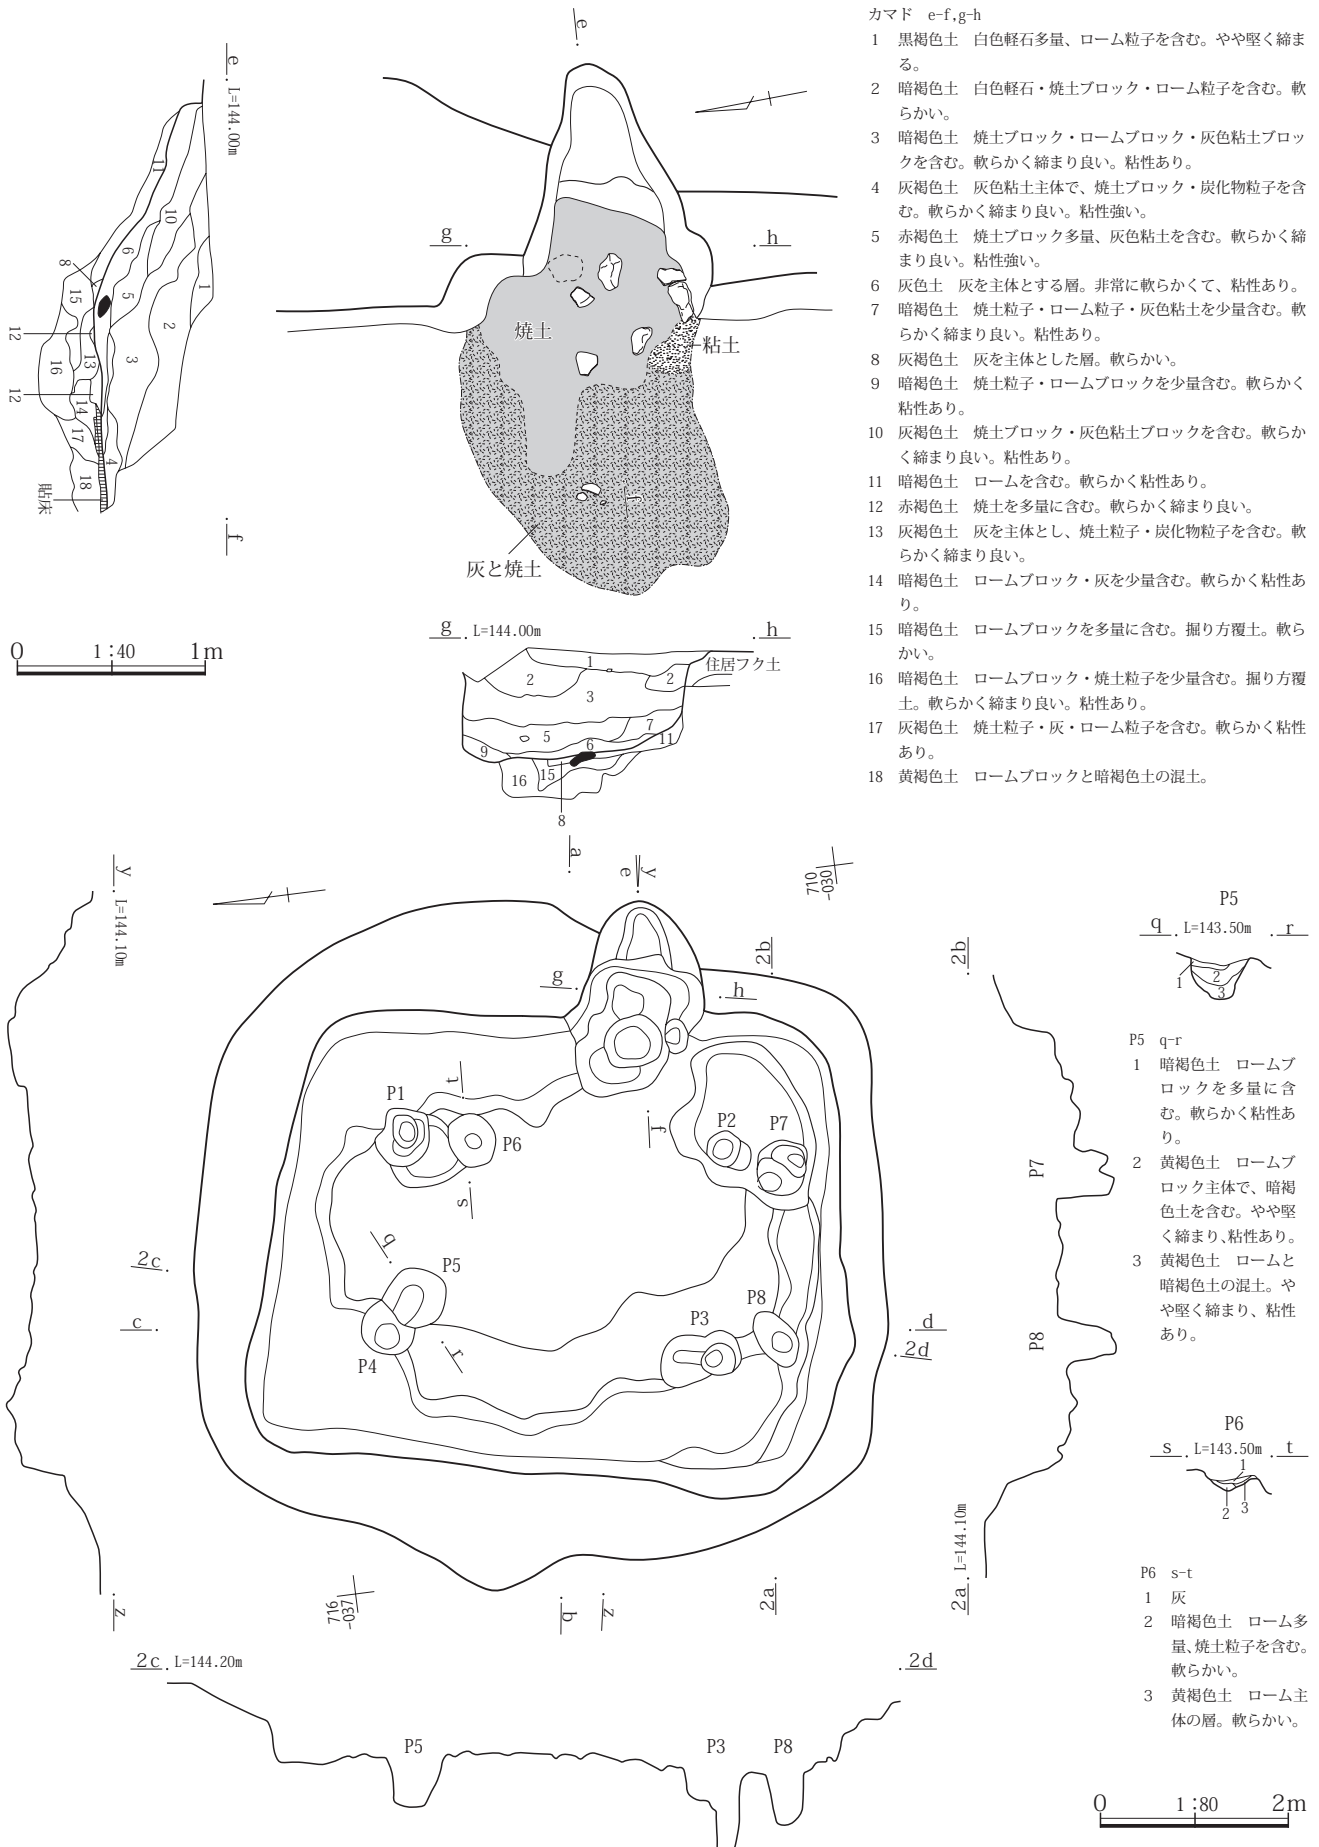 e
L=144.00m
11
10
6
8
5
1
15
2
12
13
3
16
12
14
17
4
18
貼床
f
0 1:40 1m
e
g
h
焼土
粘土
f
灰と焼土
g L=144.00m h
住居フク土
1
2
2
3
7
5
6
11
9
15
16
8
カマド e-f,g-h
1 黒褐色土 白色軽石多量、ローム粒子を含む。やや堅く締ま
る。
2 暗褐色土 白色軽石・焼土ブロック・ローム粒子を含む。軟
らかい。
3 暗褐色土 焼土ブロック・ロームブロック・灰色粘土ブロッ
クを含む。軟らかく締まり良い。粘性あり。
4 灰褐色土 灰色粘土主体で、焼土ブロック・炭化物粒子を含
む。軟らかく締まり良い。粘性強い。
5 赤褐色土 焼土ブロック多量、灰色粘土を含む。軟らかく締
まり良い。粘性強い。
6 灰色土 灰を主体とする層。非常に軟らかくて、粘性あり。
7 暗褐色土 焼土粒子・ローム粒子・灰色粘土を少量含む。軟
らかく締まり良い。粘性あり。
8 灰褐色土 灰を主体とした層。軟らかい。
9 暗褐色土 焼土粒子・ロームブロックを少量含む。軟らかく
粘性あり。
10 灰褐色土 焼土ブロック・灰色粘土ブロックを含む。軟らか
く締まり良い。粘性あり。
11 暗褐色土 ロームを含む。軟らかく粘性あり。
12 赤褐色土 焼土を多量に含む。軟らかく締まり良い。
13 灰褐色土 灰を主体とし、焼土粒子・炭化物粒子を含む。軟
らかく締まり良い。
14 暗褐色土 ロームブロック・灰を少量含む。軟らかく粘性あ
り。
15 暗褐色土 ロームブロックを多量に含む。掘り方覆土。軟ら
かい。
16 暗褐色土 ロームブロック・焼土粒子を少量含む。掘り方覆
土。軟らかく締まり良い。粘性あり。
17 灰褐色土 焼土粒子・灰・ローム粒子を含む。軟らかく粘性
あり。
18 黄褐色土 ロームブロックと暗褐色土の混土。
y
L=144.10m
z
a
e
y
710
-030
2b
g
h
t
P1
P6
s
f
P2
P7
q
P5
P4
r
P3
P8
2c
c
d
2d
716
-037
b
z
2a
2b
P7
P8
L=144.10m
2a
2c L=144.20m 2d
P5
P3
P8
P5
q L=143.50m r
1
2
3
P5 q-r
1 暗褐色土 ロームブ
ロックを多量に含
む。軟らかく粘性あ
り。
2 黄褐色土 ロームブ
ロック主体で、暗褐
色土を含む。やや堅
く締まり、粘性あり。
3 黄褐色土 ロームと
暗褐色土の混土。や
や堅く締まり、粘性
あり。
P6
s L=143.50m t
1
2
3
P6 s-t
1 灰
2 暗褐色土 ローム多
量、焼土粒子を含む。
軟らかい。
3 黄褐色土 ローム主
体の層。軟らかい。
0 1:80 2m